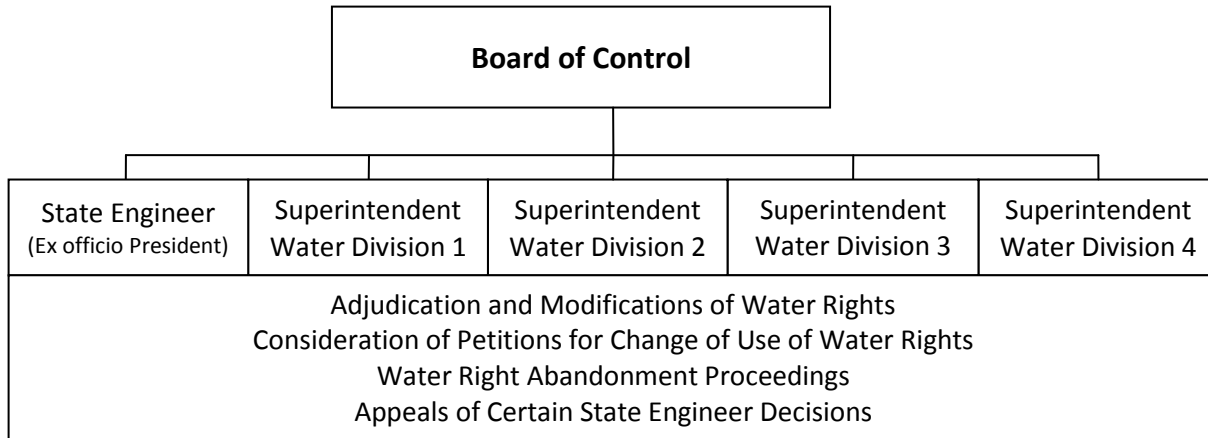 Board of Control
State Engineer
(Ex officio President)
Superintendent
Water Division 1
Superintendent
Water Division 2
Superintendent
Water Division 3
Superintendent
Water Division 4
Adjudication and Modifications of Water Rights
Consideration of Petitions for Change of Use of Water Rights
Water Right Abandonment Proceedings
Appeals of Certain State Engineer Decisions